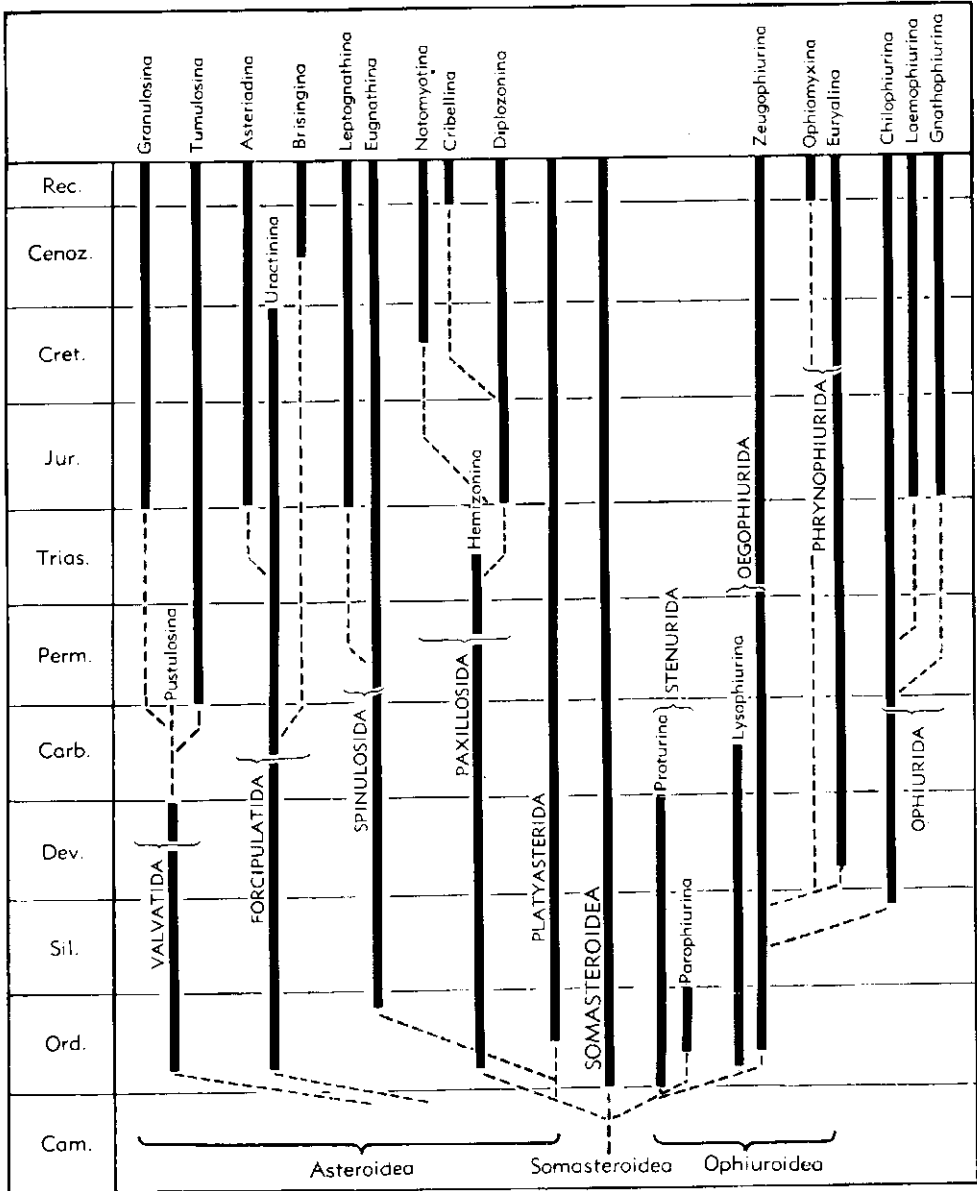 Granulosina
Tumulosina
Asteriadina
Brisingina
Leptognathina
Eugnathina
Notomyotina
Cribellina
Diplozonina
Zeugophiurina
Ophiomyxina
Euryalina
Chilophiurina
Laemophiurina
Gnathophiurina
Rec.
Cenoz.
Uractinina
Cret.
Jur.
Hemizonina
OEGOPHIURIDA
PHRYNOPHIURIDA
Trias.
Perm.
Pustulosina
SPINULOSIDA
PAXILLOSIDA
STENURIDA
Lysophiurina
Carb.
Proturina
OPHIURIDA
Dev.
VALVATIDA
FORCIPULATIDA
PLATYASTERIDA
SOMASTEROIDEA
Sil.
Parophiurina
Ord.
Cam.
Asteroidea
Somasteroidea
Ophiuroidea